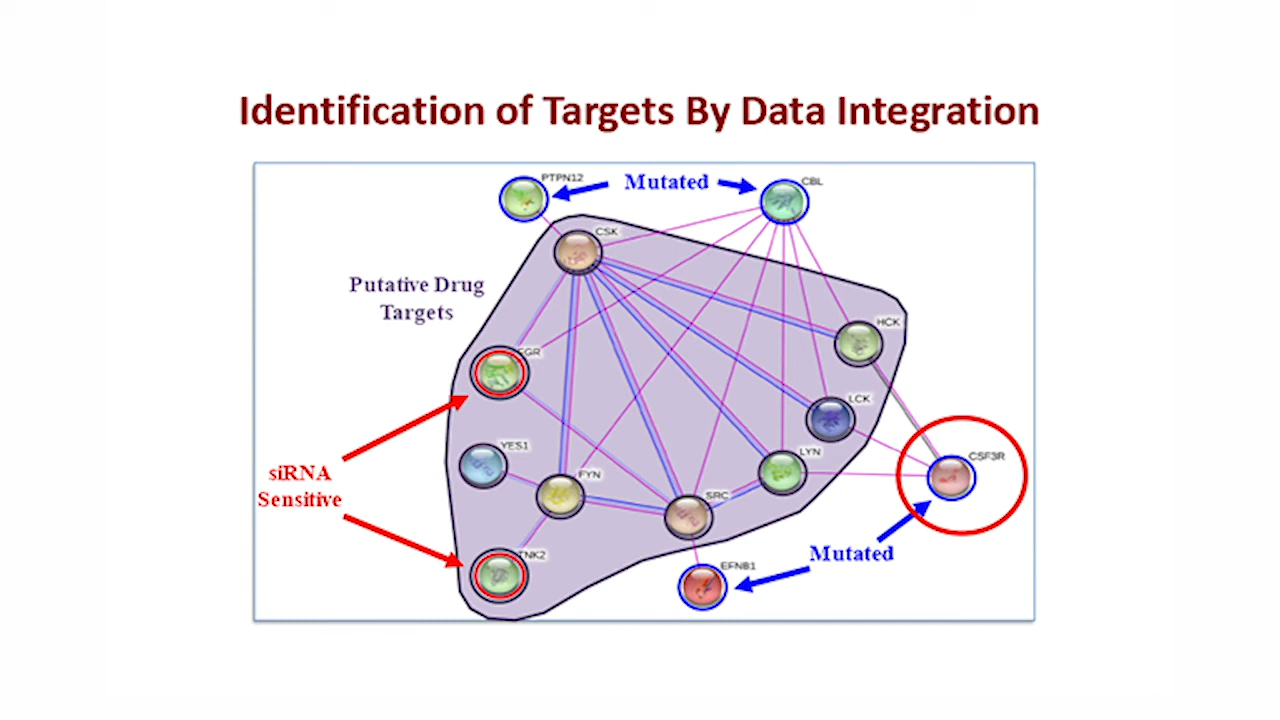 Identification of Targets By Data Integration
PTPN12
Mutated
CBL
CSK
Putative Drug
Targets
HCK
FGR
LCK
YES1
LYN
CSF3R
siRNA
Sensitive
FYN
SRC
Mutated
TNK2
EFNB1